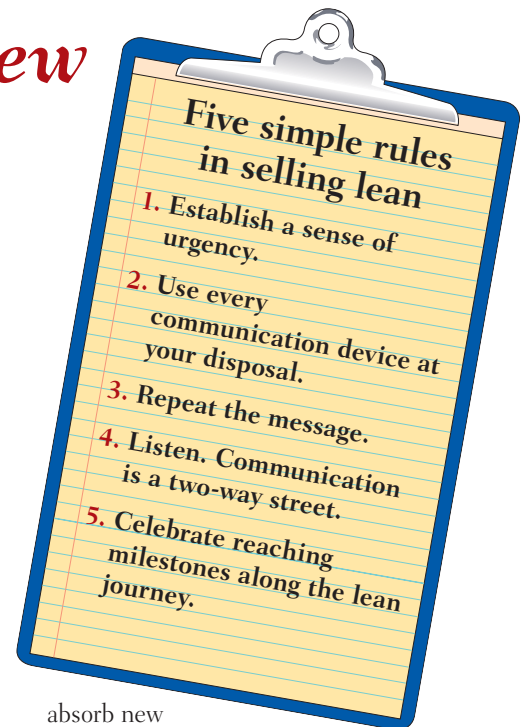 ew
Five simple rules
in selling lean
1. Establish a sense of
urgency.
2. Use every
communication device at
your disposal.
3. Repeat the message.
4. Listen. Communication
is a two-way street.
5. Celebrate reaching
milestones along the lean
journey.
absorb new